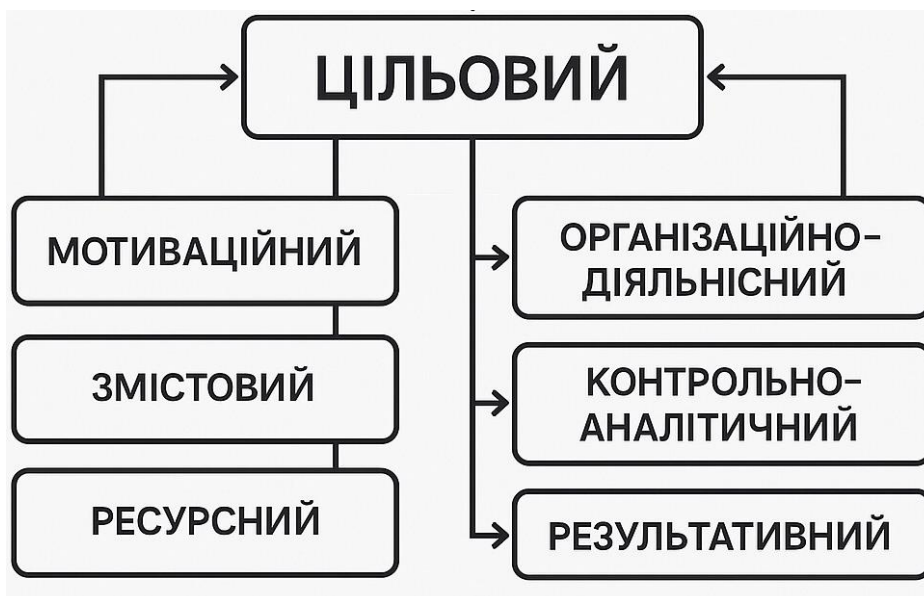 ЦІЛЬОВИЙ
МОТИВАЦІЙНИЙ
ЗМІСТОВИЙ
РЕСУРСНИЙ
ОРГАНІЗАЦІЙНО-
ДІЯЛЬНІСНИЙ
КОНТРОЛЬНО-
АНАЛІТИЧНИЙ
РЕЗУЛЬТАТИВНИЙ